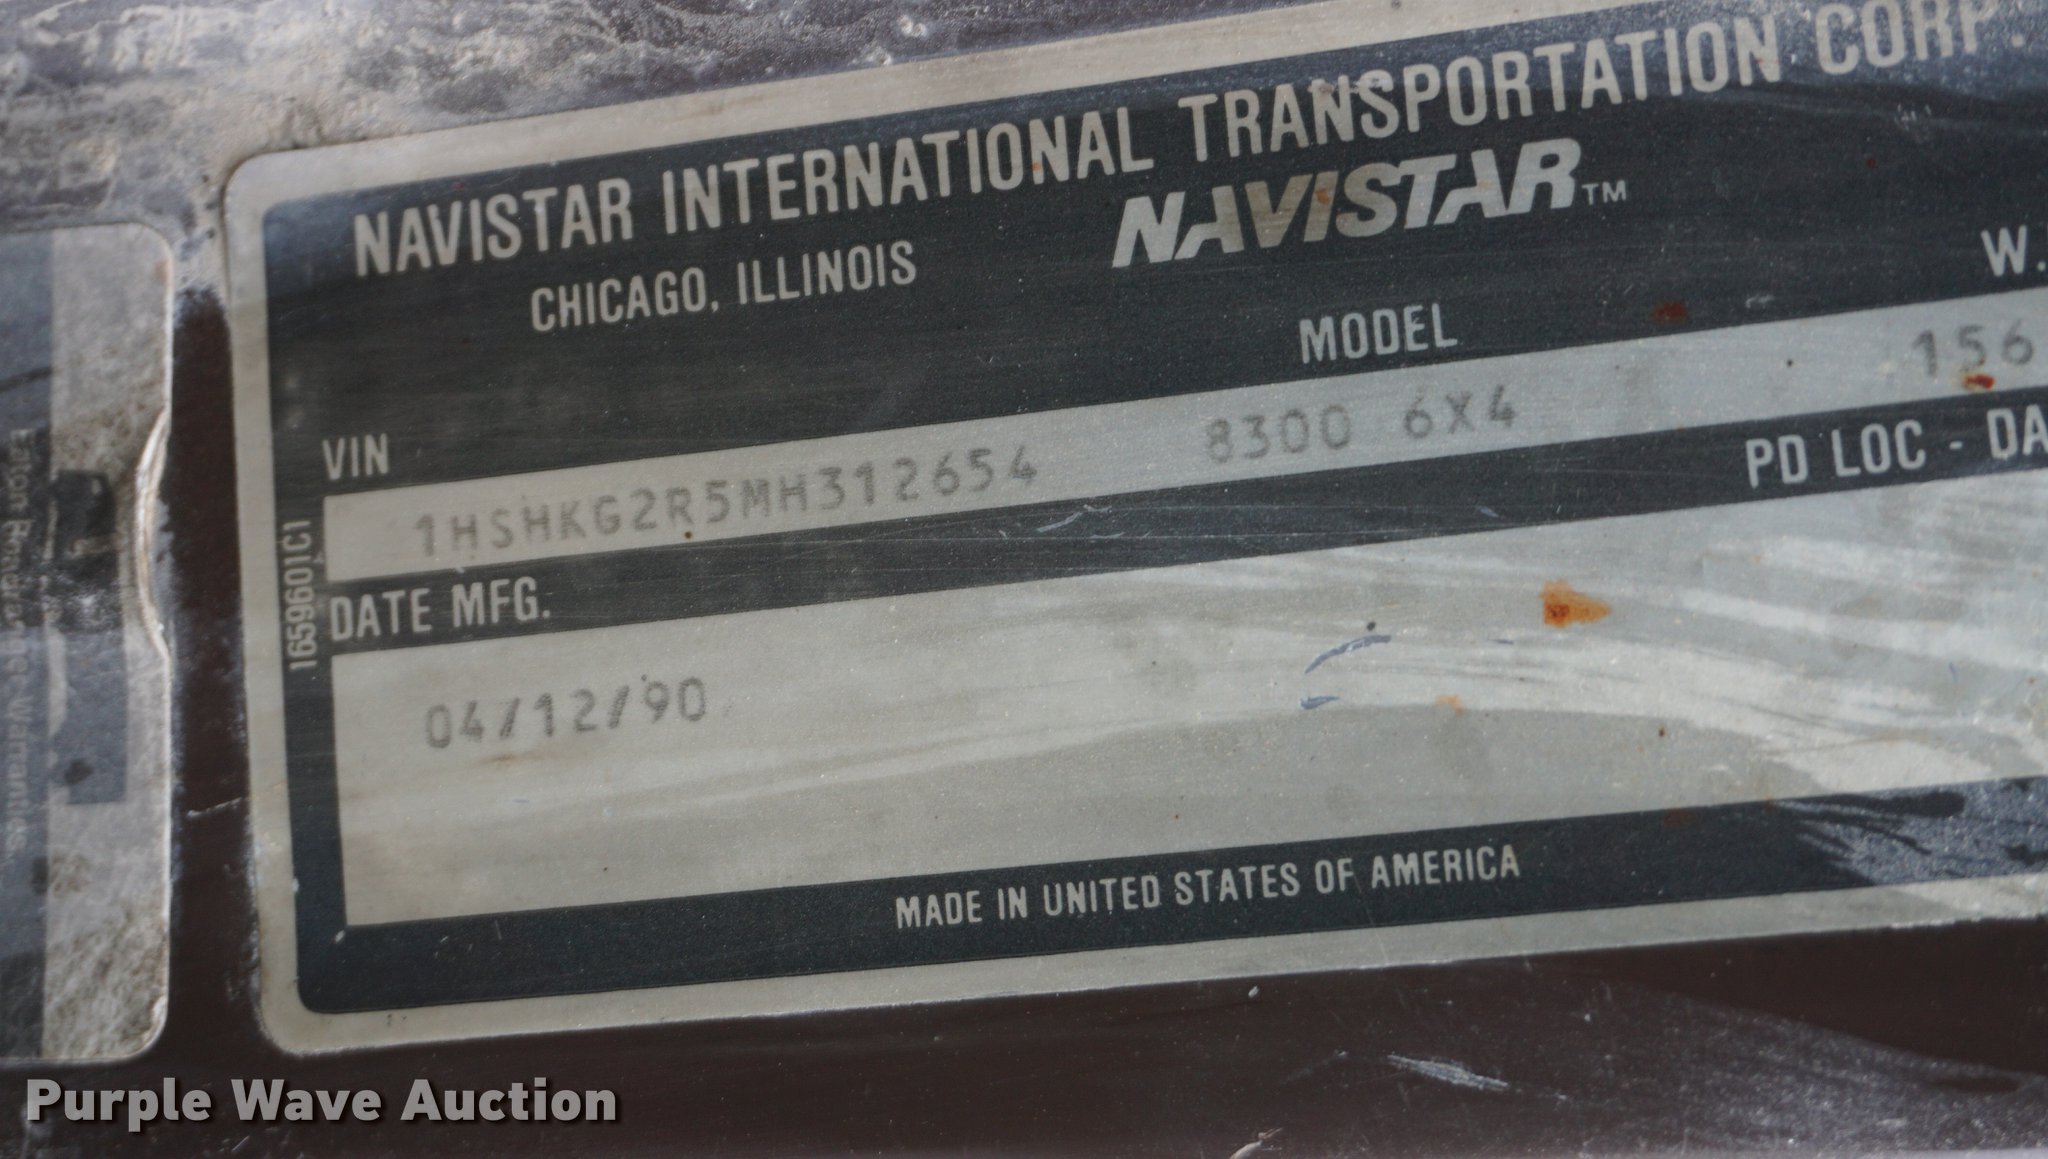 NAVISTAR INTERNATIONAL TRANSPORTATION CORP.
CHICAGO, ILLINOIS
NAVISTAR™
VIN
MODEL
W.
1HSHKG2R5MH312654
8300 6X4
156
DATE MFG.
PD LOC - DA
04/12/90
1659601C1
MADE IN UNITED STATES OF AMERICA
Purple Wave Auction